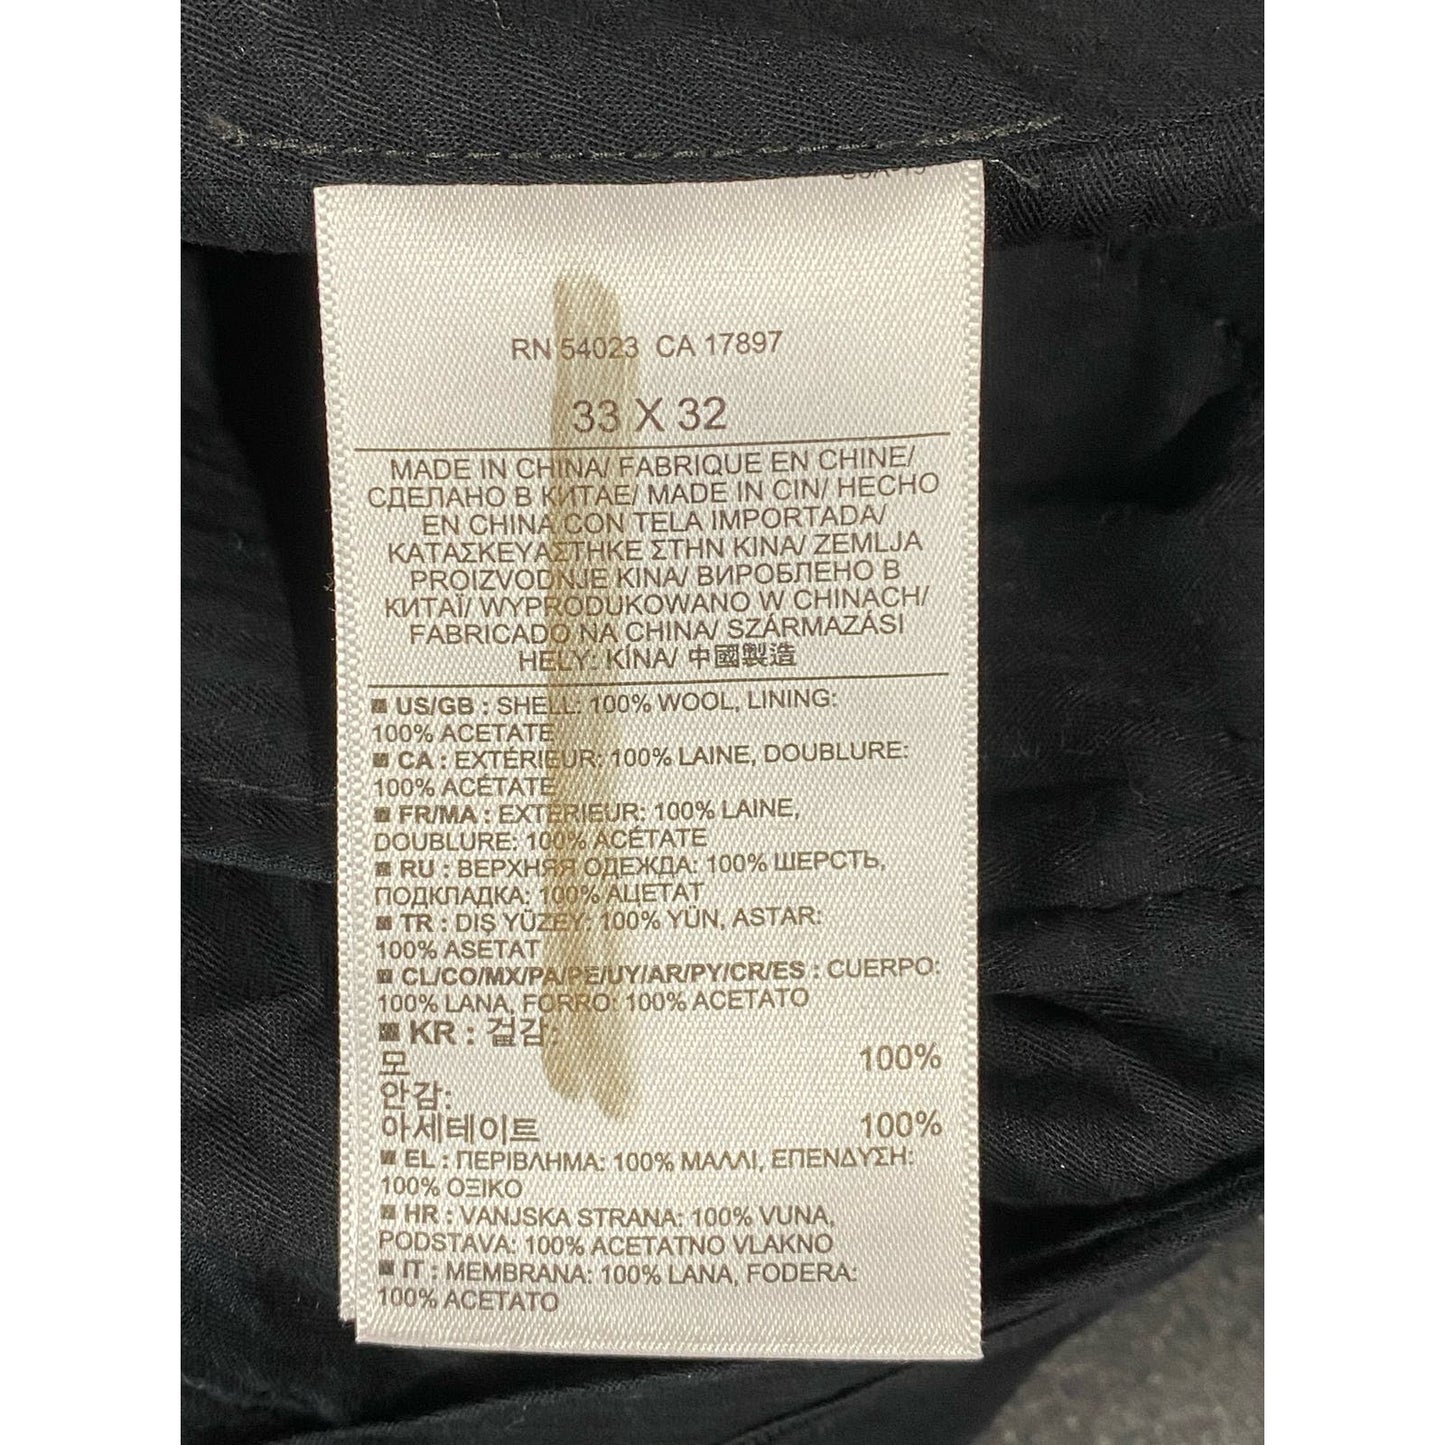 RN 54023 CA 17897
33 X 32
MADE IN CHINA/ FABRIQUE EN CHINE/
СДЕЛАНО В КИТАЕ/ MADE IN CIN/ HECHO
EN CHINA CON TELA IMPORTADA/
ΚΑΤΑΣΚΕΥΑΣΤΗΚΕ ΣΤΗΝ ΚΙΝΑ/ ZEMLJA
PROIZVODNJE KINA/ ВИРОБЛЕНО В
КИТАЇ/ WYPRODUKOWANO W CHINACH/
FABRICADO NA CHINA/ SZÁRMAZÁSI
HELY: KÍNA/ 中國製造
US/GB : SHELL: 100% WOOL, LINING:
100% ACETATE
CA : EXTÉRIEUR: 100% LAINE, DOUBLURE:
100% ACÉTATE
FR/MA : EXTÉRIEUR: 100% LAINE,
DOUBLURE: 100% ACÉTATE
RU : ВЕРХНЯЯ ОДЕЖДА: 100% ШЕРСТЬ,
ПОДКЛАДКА: 100% АЦЕТАТ
TR : DIŞ YÜZEY: 100% YÜN, ASTAR:
100% ASETAT
CL/CO/MX/PA/PE/UY/AR/PY/CR/ES : CUERPO:
100% LANA, FORRO: 100% ACETATO
KR : 겉감:
모 100%
안감:
아세테이트 100%
EL : ΠΕΡΙΒΛΗΜΑ: 100% ΜΑΛΛΙ, ΕΠΕΝΔΥΣΗ:
100% ΟΞΙΚΟ
HR : VANJSKA STRANA: 100% VUNA,
PODSTAVA: 100% ACETATNO VLAKNO
IT : MEMBRANA: 100% LANA, FODERA:
100% ACETATO